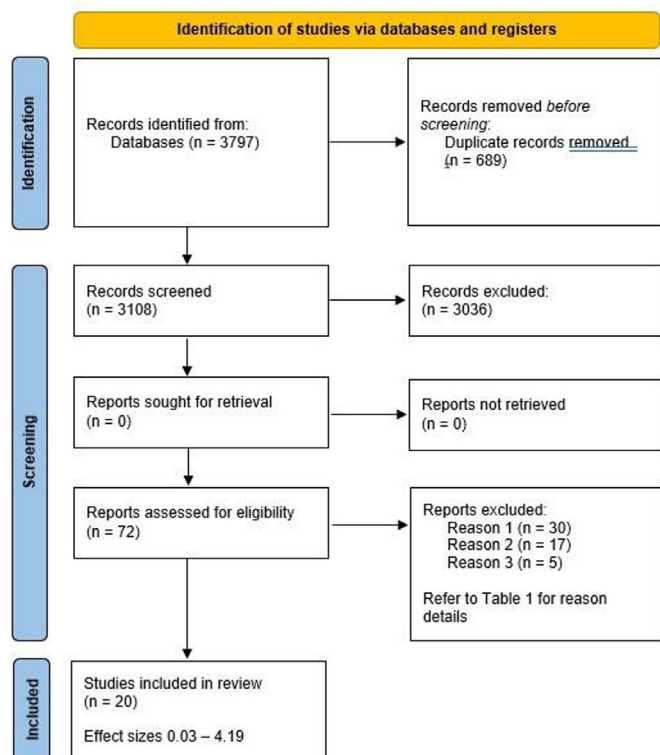 Identification of studies via databases and registers
Identification
Records identified from:
Databases (n = 3797)
Records removed before
screening:
Duplicate records removed
(n = 689)
Screening
Records screened
(n = 3108)
Records excluded:
(n = 3036)
Reports sought for retrieval
(n = 0)
Reports not retrieved
(n = 0)
Reports assessed for eligibility
(n = 72)
Reports excluded:
Reason 1 (n = 30)
Reason 2 (n = 17)
Reason 3 (n = 5)
Refer to Table 1 for reason
details
Included
Studies included in review
(n = 20)
Effect sizes 0.03 – 4.19